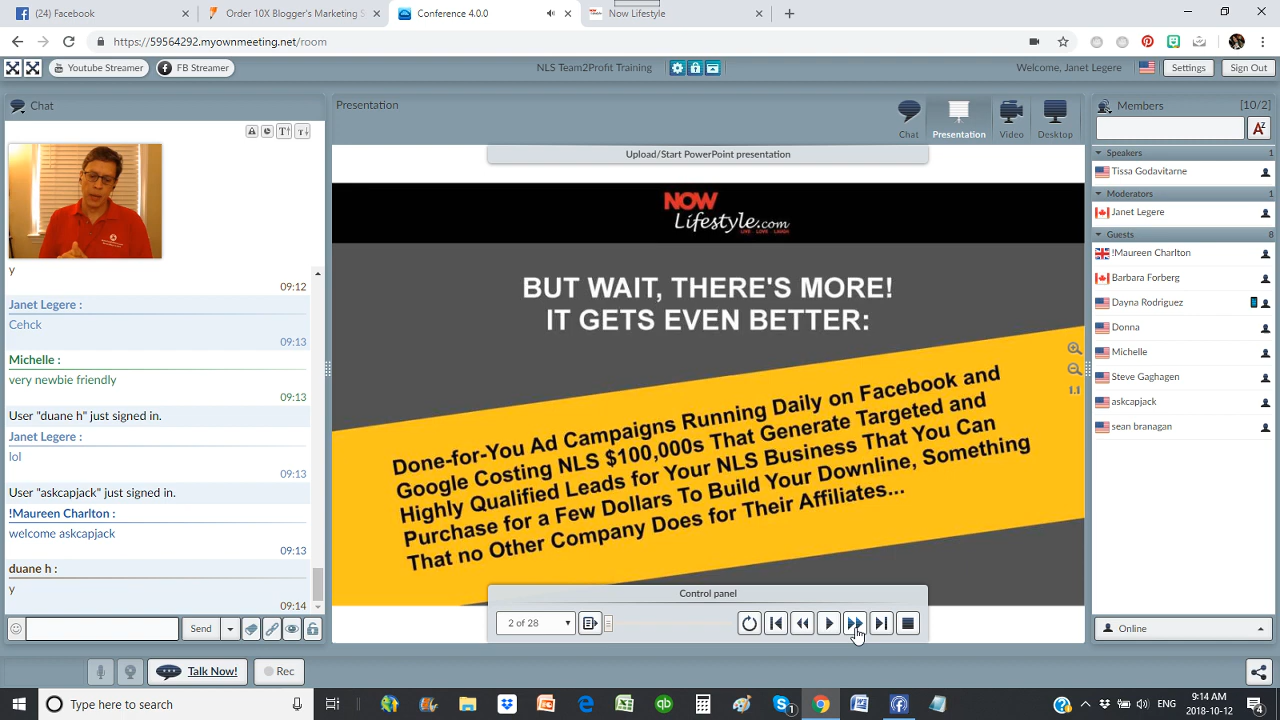 (24) Facebook
Order 10X Blogger's Marketing S
Conference 4.0.0
Now Lifestyle
https://59564292.myownmeeting.net/room
Youtube Streamer
FB Streamer
NLS Team2Profit Training
Welcome, Janet Legere
Settings
Sign Out
Chat
y
09:12
Janet Legere :
Cehck
09:13
Michelle :
very newbie friendly
09:13
User "duane h" just signed in.
Janet Legere :
lol
09:13
User "askcapjack" just signed in.
!Maureen Charlton :
welcome askcapjack
09:13
duane h :
y
09:14
Send
Talk Now!
Rec
Presentation
Chat
Presentation
Video
Desktop
Upload/Start PowerPoint presentation
NOW
Lifestyle.com
LIVE LOVE LAUGH
BUT WAIT, THERE'S MORE!
IT GETS EVEN BETTER:
Done-for-You Ad Campaigns Running Daily on Facebook and
Google Costing NLS $100,000s That Generate Targeted and
Highly Qualified Leads for Your NLS Business That You Can
Purchase for a Few Dollars To Build Your Downline, Something
That no Other Company Does for Their Affiliates...
1.1
Control panel
2 of 28
Members
[10/2]
Speakers 1
Tissa Godavitarne
Moderators 1
Janet Legere
Guests 8
!Maureen Charlton
Barbara Forberg
Dayna Rodriguez
Donna
Michelle
Steve Gaghagen
askcapjack
sean branagan
Online
Type here to search
9:14 AM
2018-10-12